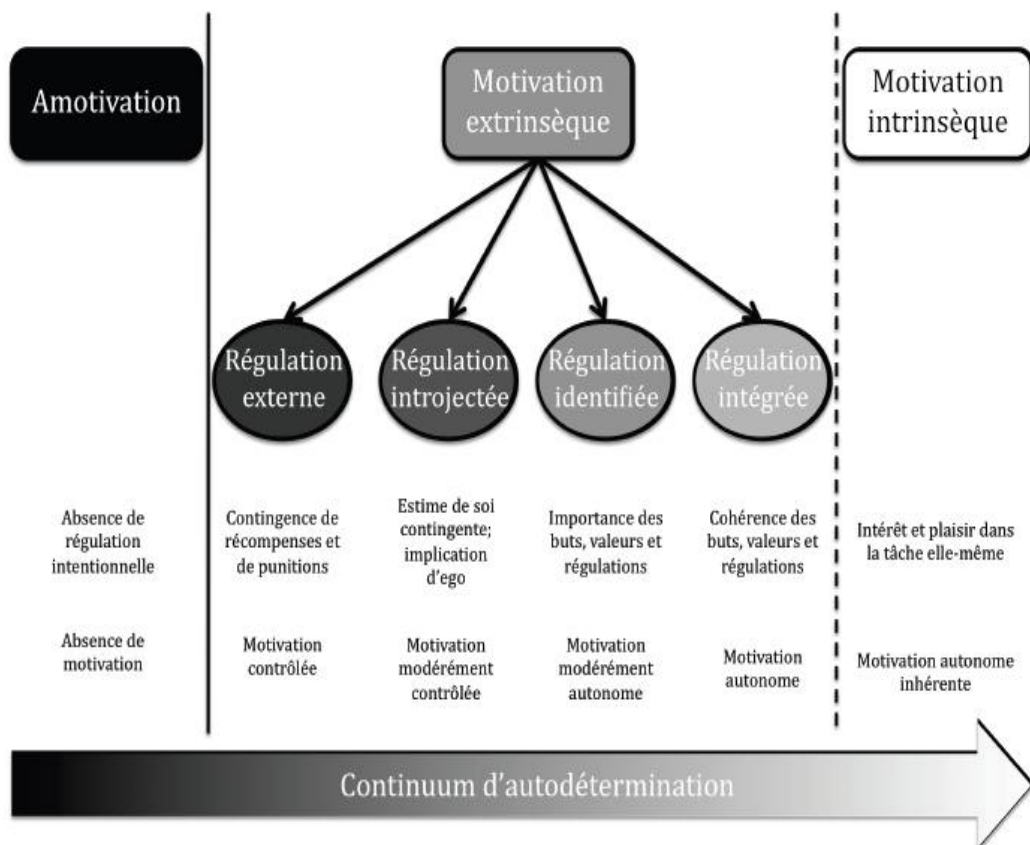 Amotivation
Motivation
extrinsèque
Motivation
intrinsèque
Régulation
externe
Régulation
introjectée
Régulation
identifiée
Régulation
intégrée
Absence de
régulation
intentionnelle
Contingence de
récompenses et
de punitions
Estime de soi
contingente;
implication
d'ego
Importance des
buts, valeurs et
régulations
Cohérence des
buts, valeurs et
régulations
Intérêt et plaisir dans
la tâche elle-même
Absence de
motivation
Motivation
contrôlée
Motivation
modérément
contrôlée
Motivation
modérément
autonome
Motivation
autonome
Motivation autonome
inhérente
Continuum d'autodétermination